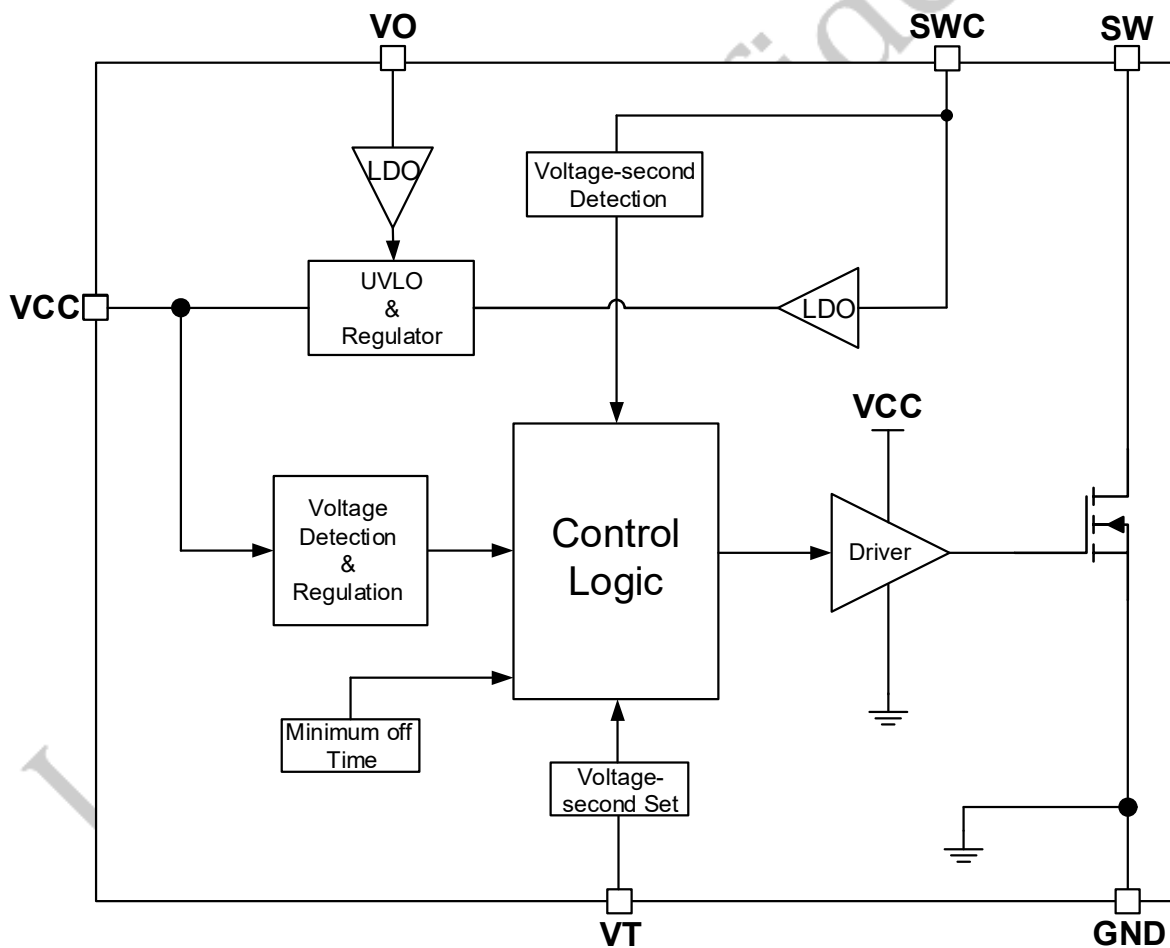 VO
SWC
SW
LDO
Voltage-second
Detection
VCC
UVLO
&
Regulator
LDO
VCC
Voltage
Detection
&
Regulation
Control
Logic
Driver
Minimum off
Time
Voltage-
second Set
VT
GND